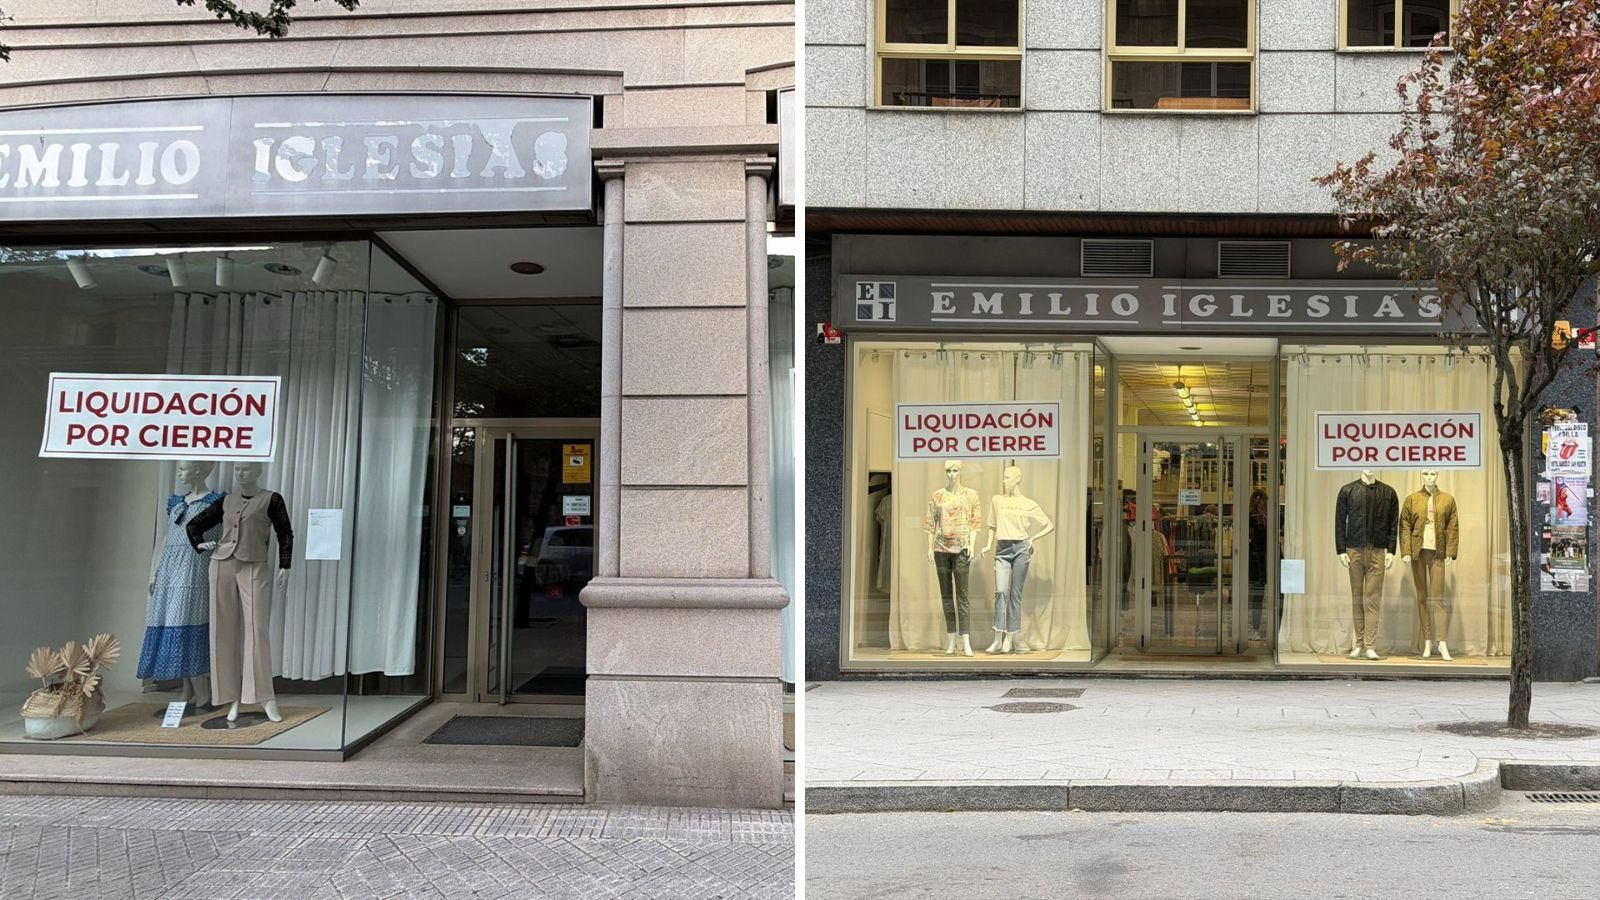 EMILIO IGLESIAS
LIQUIDACIÓN
POR CIERRE
E
I
EMILIO IGLESIAS
LIQUIDACIÓN
POR CIERRE
LIQUIDACIÓN
POR CIERRE